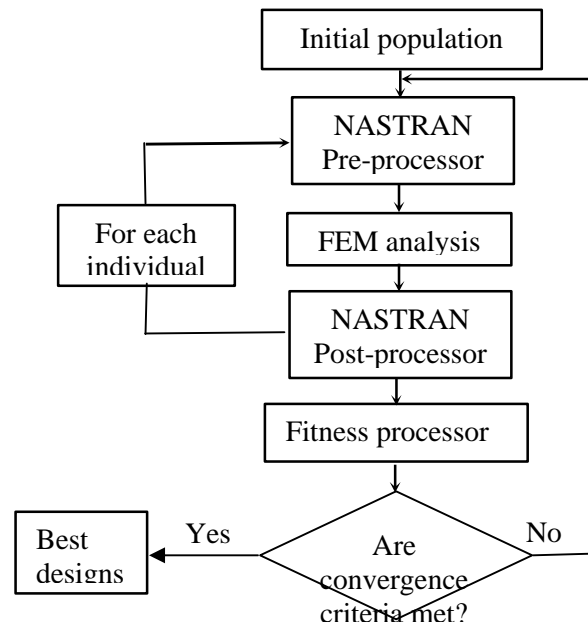 Initial population
NASTRAN
Pre-processor
For each
individual
FEM analysis
NASTRAN
Post-processor
Fitness processor
Yes
No
Best
designs
Are
convergence
criteria met?